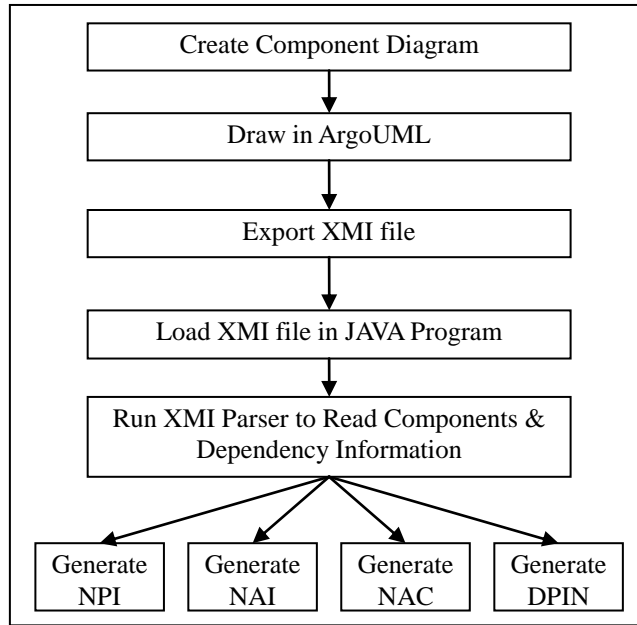 Create Component Diagram
Draw in ArgoUML
Export XMI file
Load XMI file in JAVA Program
Run XMI Parser to Read Components &
Dependency Information
Generate
NPI
Generate
NAI
Generate
NAC
Generate
DPIN